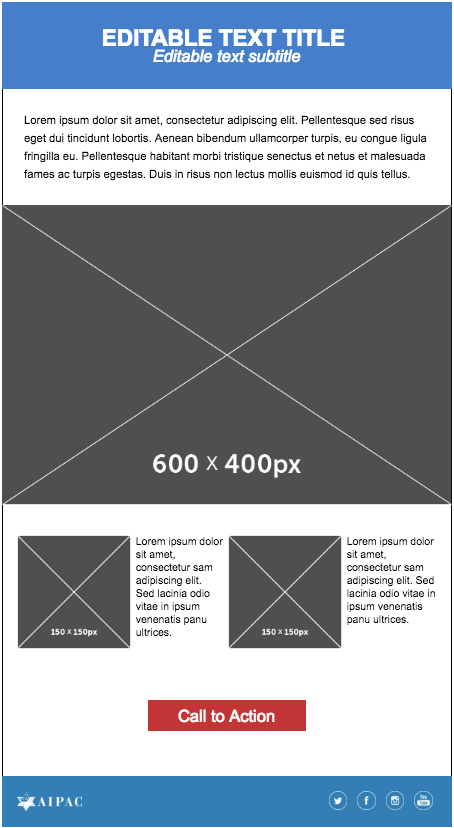 EDITABLE TEXT TITLE
Editable text subtitle
Lorem ipsum dolor sit amet, consectetur adipiscing elit. Pellentesque sed risus
eget dui tincidunt lobortis. Aenean bibendum ullamcorper turpis, eu congue ligula
fringilla eu. Pellentesque habitant morbi tristique senectus et netus et malesuada
fames ac turpis egestas. Duis in risus non lectus mollis euismod id quis tellus.
600 X 400px
150 X 150px
Lorem ipsum dolor
sit amet,
consectetur sam
adipiscing elit.
Sed lacinia odio
vitae in ipsum
venenatis panu
ultrices.
150 X 150px
Lorem ipsum dolor
sit amet,
consectetur sam
adipiscing elit.
Sed lacinia odio
vitae in ipsum
venenatis panu
ultrices.
Call to Action
AIPAC
You
Tube